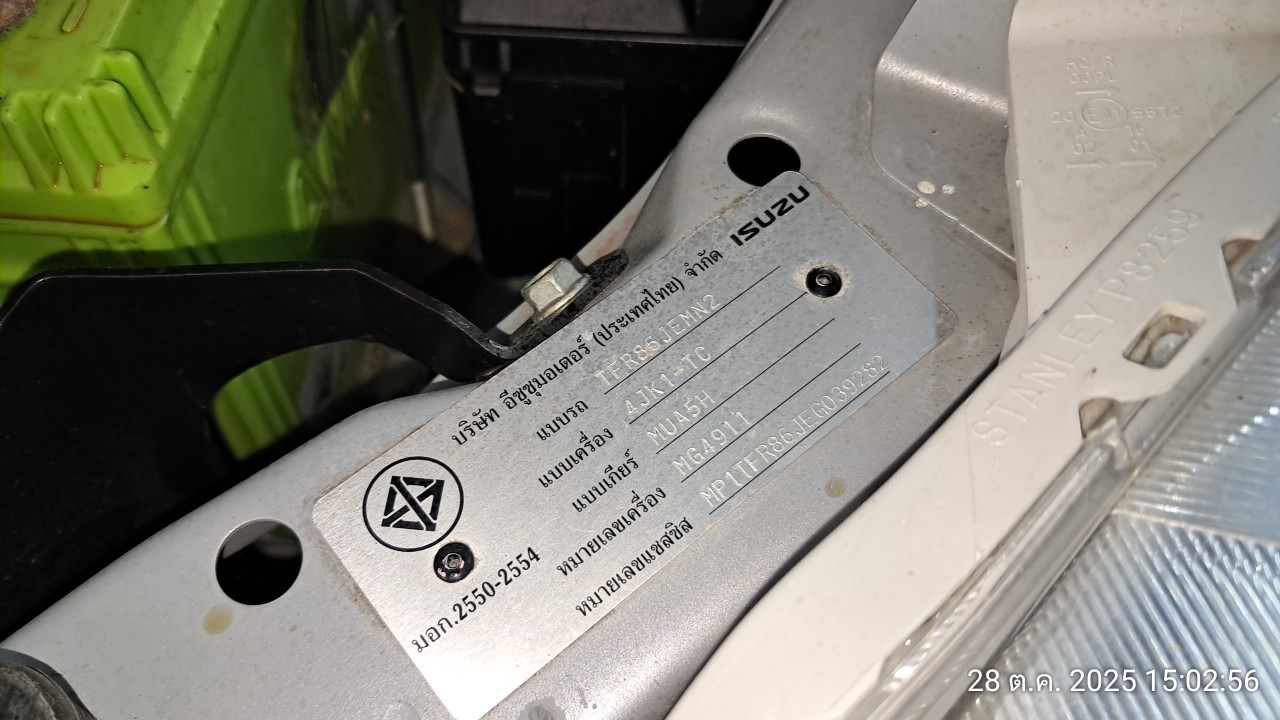 ISUZU
บริษัท อีซูซุมอเตอร์ (ประเทศไทย) จำกัด
แบบรถ TFR86JEMN2
แบบเครื่อง 4JK1-TC
แบบเกียร์ MUA5H
หมายเลขเครื่อง MG4911
หมายเลขแชสซิส MP1TFR86JEG039282
มอก.2550-2554
STANLEY P8259
28 ต.ค. 2025 15:02:56